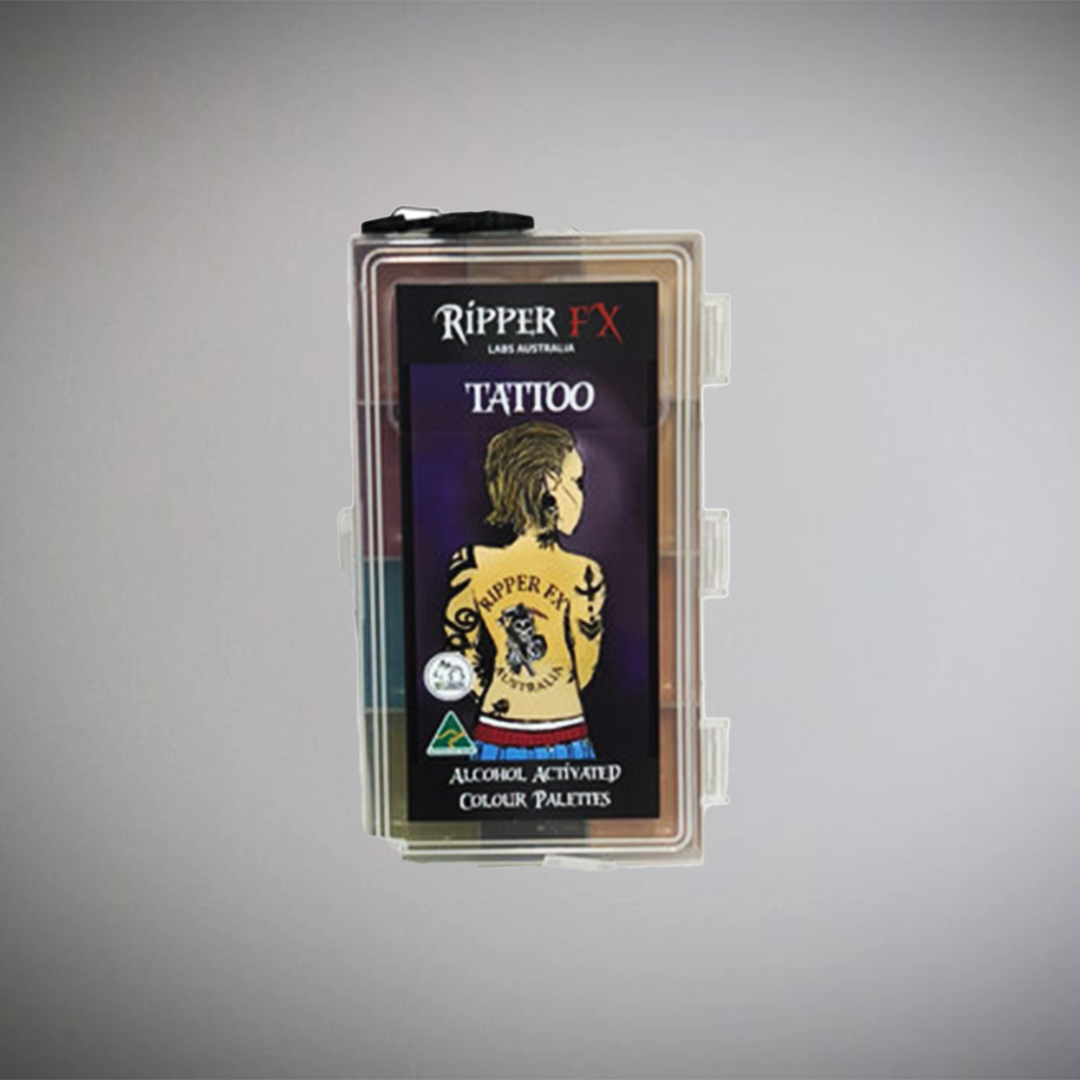 RiPPER FX
LABS AUSTRALIA
TATTOO
RIPPER FX
AUSTRALIA
ALCOHOL ACTiVATED
COLOUR PALETTES